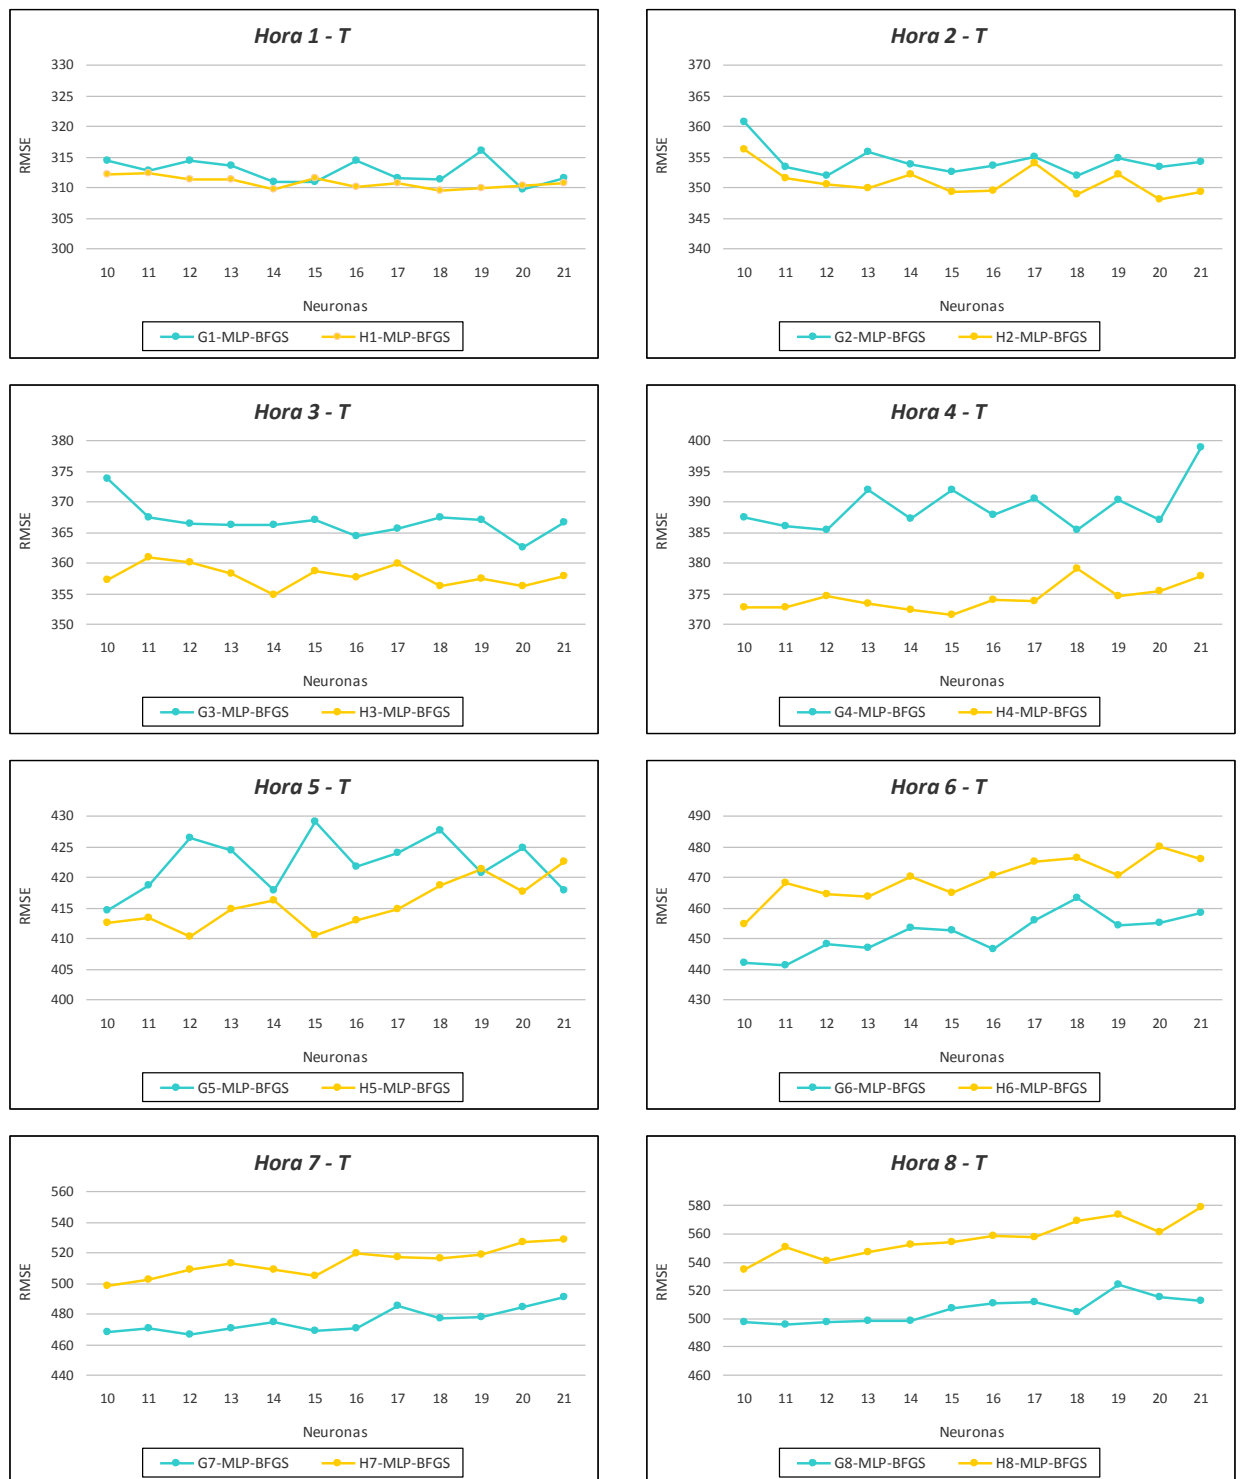 Hora 1 - T
330
325
320
315
310
305
300
RMSE
10 11 12 13 14 15 16 17 18 19 20 21
Neuronas
G1-MLP-BFGS H1-MLP-BFGS
Hora 2 - T
370
365
360
355
350
345
340
RMSE
10 11 12 13 14 15 16 17 18 19 20 21
Neuronas
G2-MLP-BFGS H2-MLP-BFGS
Hora 3 - T
380
375
370
365
360
355
350
RMSE
10 11 12 13 14 15 16 17 18 19 20 21
Neuronas
G3-MLP-BFGS H3-MLP-BFGS
Hora 4 - T
400
395
390
385
380
375
370
RMSE
10 11 12 13 14 15 16 17 18 19 20 21
Neuronas
G4-MLP-BFGS H4-MLP-BFGS
Hora 5 - T
430
425
420
415
410
405
400
RMSE
10 11 12 13 14 15 16 17 18 19 20 21
Neuronas
G5-MLP-BFGS H5-MLP-BFGS
Hora 6 - T
490
480
470
460
450
440
430
RMSE
10 11 12 13 14 15 16 17 18 19 20 21
Neuronas
G6-MLP-BFGS H6-MLP-BFGS
Hora 7 - T
560
540
520
500
480
460
440
RMSE
10 11 12 13 14 15 16 17 18 19 20 21
Neuronas
G7-MLP-BFGS H7-MLP-BFGS
Hora 8 - T
580
560
540
520
500
480
460
RMSE
10 11 12 13 14 15 16 17 18 19 20 21
Neuronas
G8-MLP-BFGS H8-MLP-BFGS